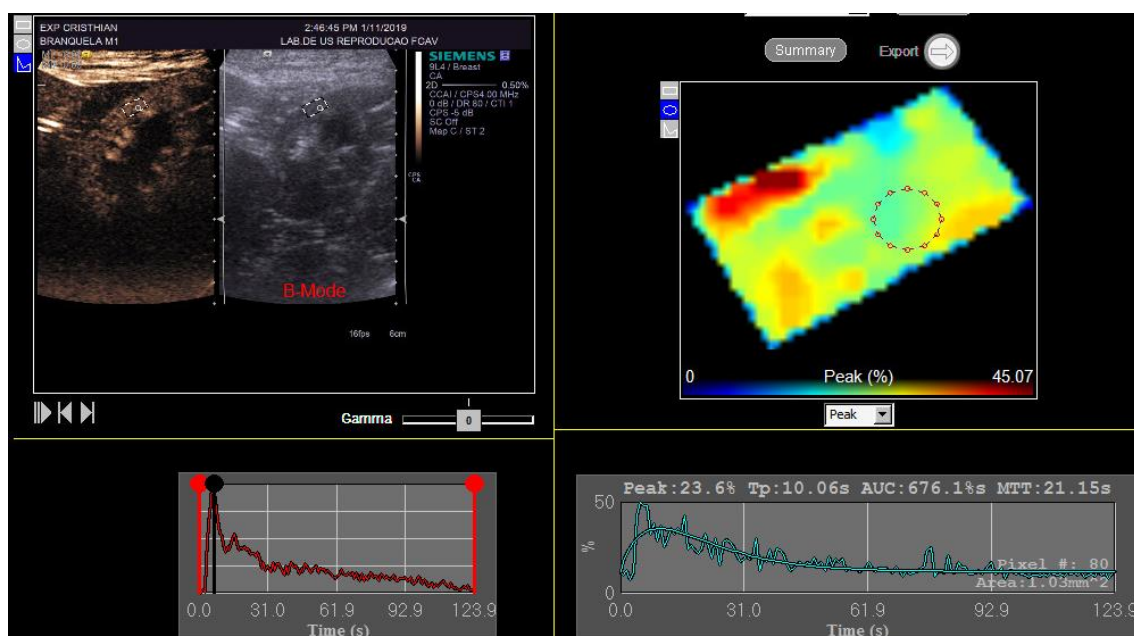 EXP CRISTHIAN 2:46:45 PM 1/11/2019
BRANQUELA M1 LAB.DE US REPRODUCAO FCAV
SIEMENS
9L4 / Breast
CA
2D 0.50%
CCAI / CPS4.00 MHz
0 dB / DR 80 / CTI 1
CPS -5 dB
SC Off
Map C / ST 2
CPS
CA
B-Mode
16fps 6cm
Gamma 0
Summary Export
0 Peak (%) 45.07
Peak
0.0 31.0 61.9 92.9 123.9
Time (s)
Peak:23.6% Tp:10.06s AUC:676.1%s MTT:21.15s
50
%
0
Pixel #: 80
Area:1.03mm^2
0.0 31.0 61.9 92.9 123.9
Time (s)